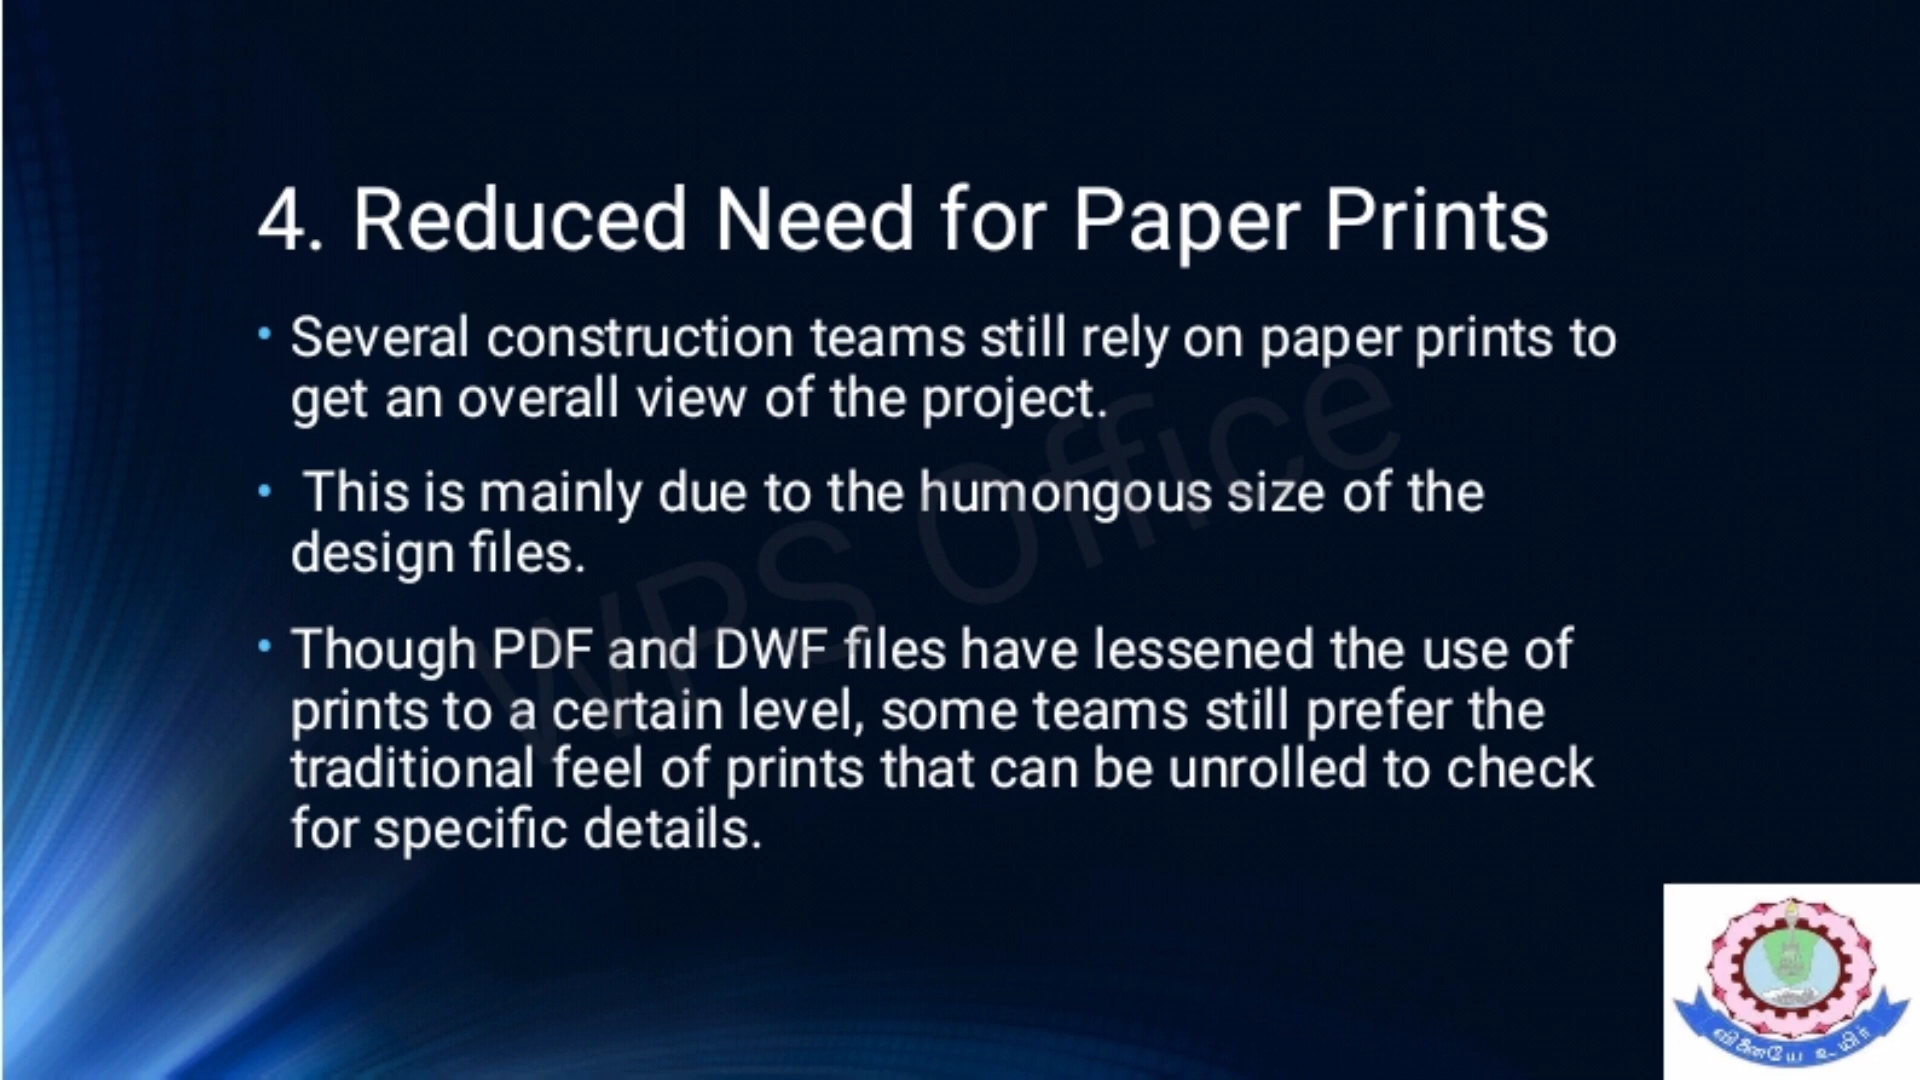 4. Reduced Need for Paper Prints
• Several construction teams still rely on paper prints to
get an overall view of the project.
• This is mainly due to the humongous size of the
design files.
• Though PDF and DWF files have lessened the use of
prints to a certain level, some teams still prefer the
traditional feel of prints that can be unrolled to check
for specific details.
WPS Office
வினையே உயிர்